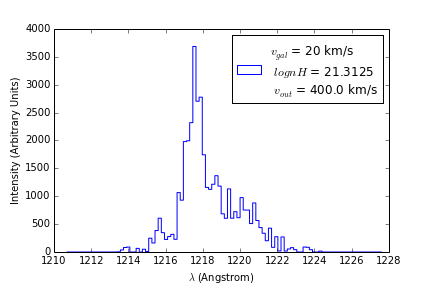 4000
3500
3000
2500
2000
1500
1000
500
0
Intensity (Arbitrary Units)
v_gal = 20 km/s
lognH = 21.3125
v_out = 400.0 km/s
1210 1212 1214 1216 1218 1220 1222 1224 1226 1228
λ (Angstrom)